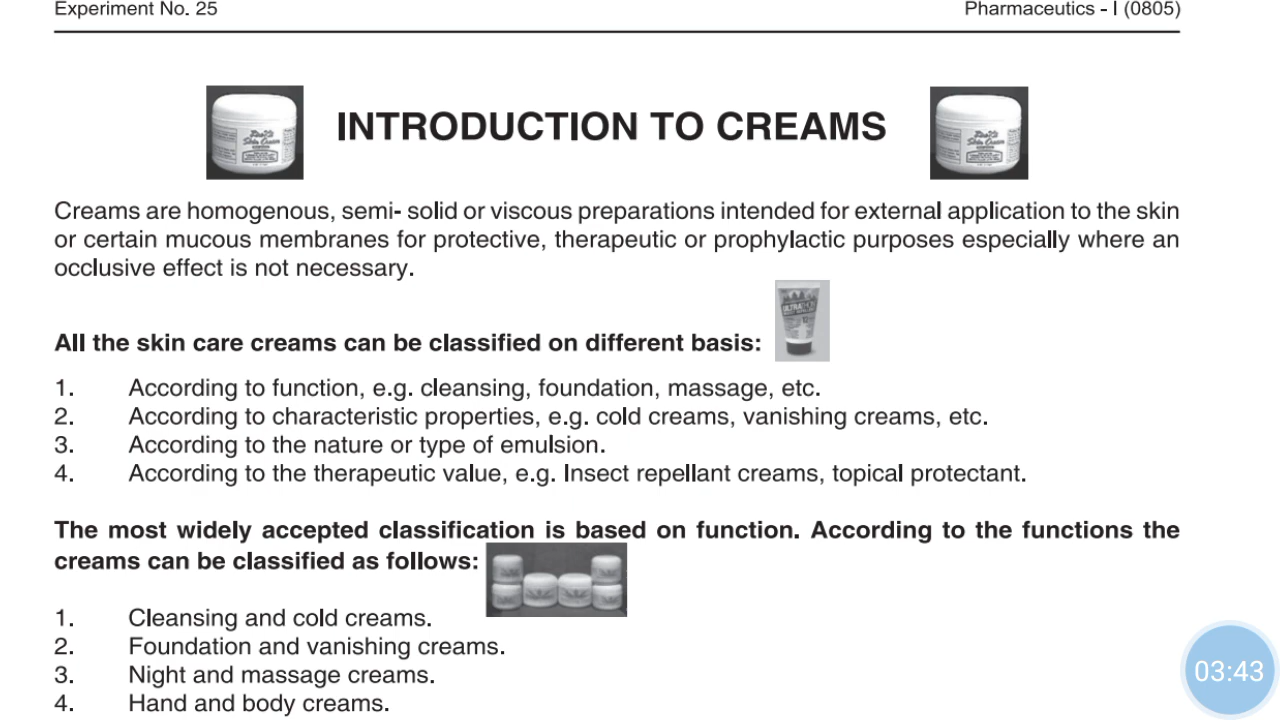 Experiment No. 25 Pharmaceutics - I (0805)
INTRODUCTION TO CREAMS
Creams are homogenous, semi- solid or viscous preparations intended for external application to the skin
or certain mucous membranes for protective, therapeutic or prophylactic purposes especially where an
occlusive effect is not necessary.
All the skin care creams can be classified on different basis:
1. According to function, e.g. cleansing, foundation, massage, etc.
2. According to characteristic properties, e.g. cold creams, vanishing creams, etc.
3. According to the nature or type of emulsion.
4. According to the therapeutic value, e.g. Insect repellant creams, topical protectant.
The most widely accepted classification is based on function. According to the functions the
creams can be classified as follows:
1. Cleansing and cold creams.
2. Foundation and vanishing creams.
3. Night and massage creams.
4. Hand and body creams.
03:43